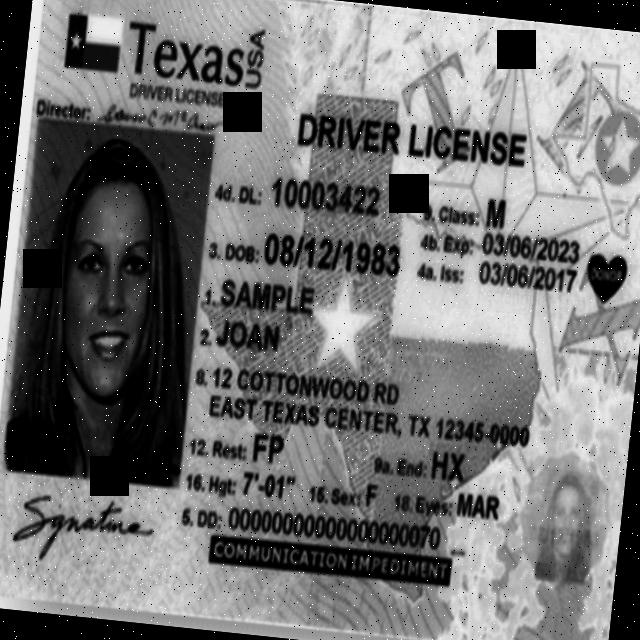 Texas USA
DRIVER LICENSE
Director:
DRIVER LICENSE
4d. DL: 10003422
9. Class: M
4b. Exp: 03/06/2023
3. DOB: 08/12/1983
4a. Iss: 03/06/2017
1. SAMPLE
2. JOAN
8. 12 COTTONWOOD RD
EAST TEXAS CENTER, TX 12345-0000
12. Rest: FP
9a. End: HX
16. Hgt: 7'-01" 15. Sex: F 18. Eyes: MAR
5. DD: 00000000000000000070
Signature
COMMUNICATION IMPEDIMENT